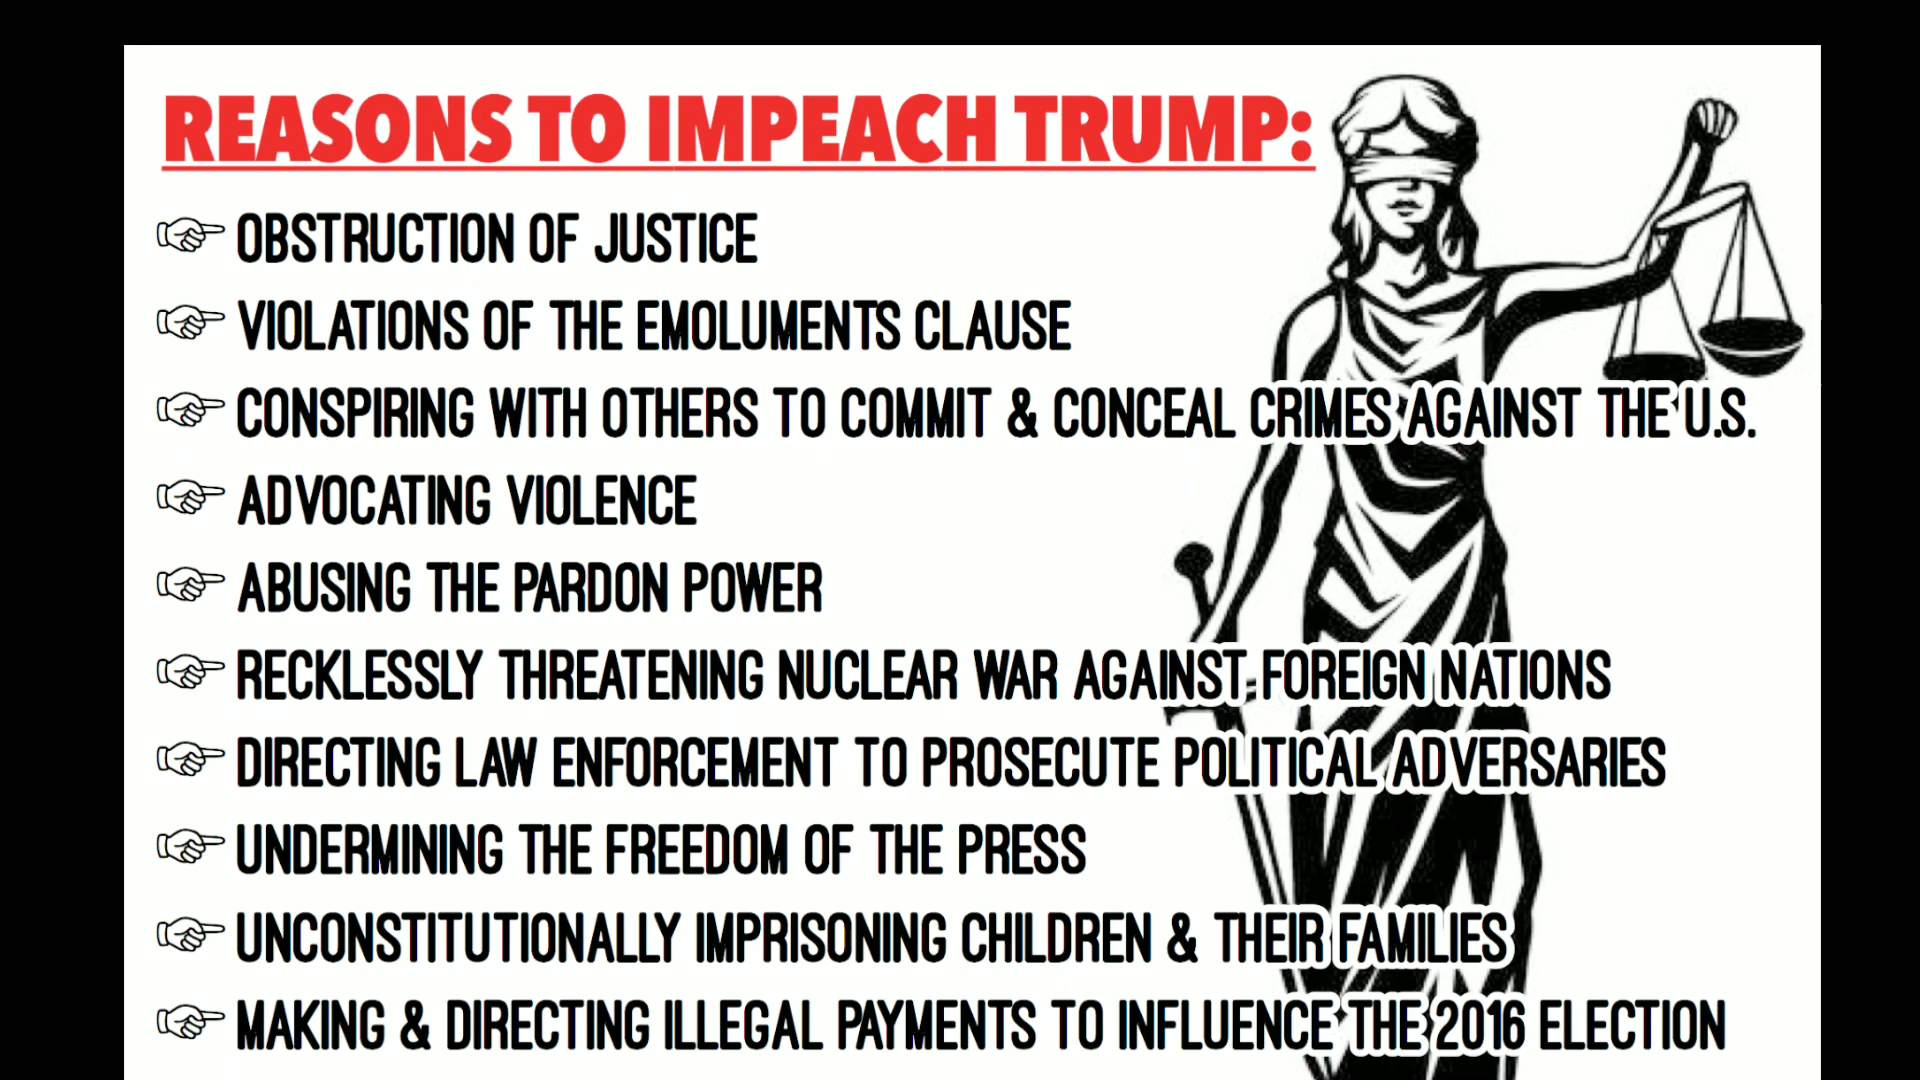 REASONS TO IMPEACH TRUMP:
☞ OBSTRUCTION OF JUSTICE
☞ VIOLATIONS OF THE EMOLUMENTS CLAUSE
☞ CONSPIRING WITH OTHERS TO COMMIT & CONCEAL CRIMES AGAINST THE U.S.
☞ ADVOCATING VIOLENCE
☞ ABUSING THE PARDON POWER
☞ RECKLESSLY THREATENING NUCLEAR WAR AGAINST FOREIGN NATIONS
☞ DIRECTING LAW ENFORCEMENT TO PROSECUTE POLITICAL ADVERSARIES
☞ UNDERMINING THE FREEDOM OF THE PRESS
☞ UNCONSTITUTIONALLY IMPRISONING CHILDREN & THEIR FAMILIES
☞ MAKING & DIRECTING ILLEGAL PAYMENTS TO INFLUENCE THE 2016 ELECTION